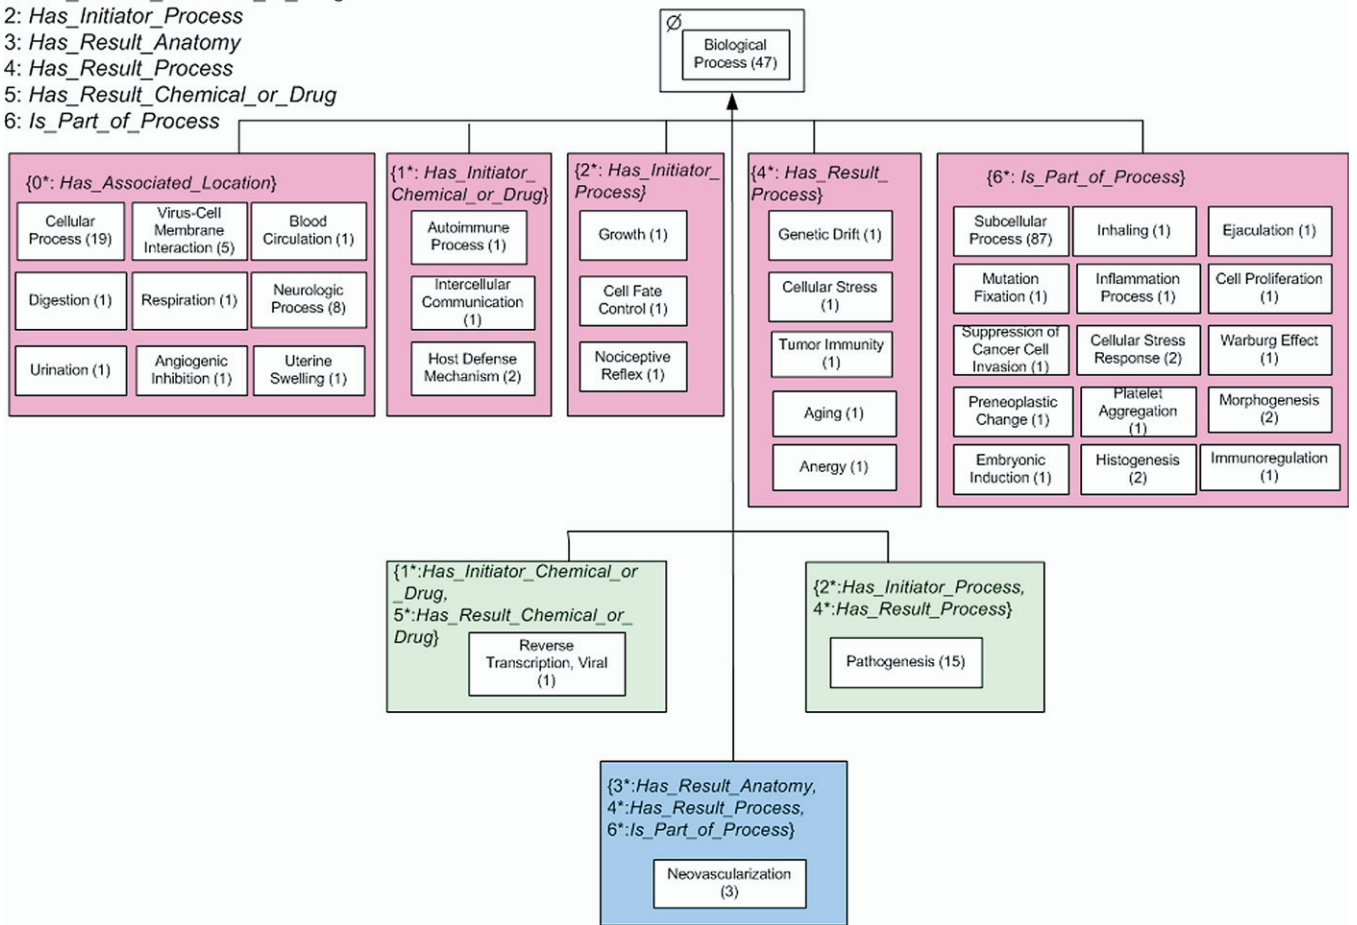 2: Has_Initiator_Process
3: Has_Result_Anatomy
4: Has_Result_Process
5: Has_Result_Chemical_or_Drug
6: Is_Part_of_Process
∅
Biological
Process (47)
{0*: Has_Associated_Location}
Cellular
Process (19)
Virus-Cell
Membrane
Interaction (5)
Blood
Circulation (1)
Digestion (1)
Respiration (1)
Neurologic
Process (8)
Urination (1)
Angiogenic
Inhibition (1)
Uterine
Swelling (1)
{1*: Has_Initiator_
Chemical_or_Drug}
Autoimmune
Process (1)
Intercellular
Communication
(1)
Host Defense
Mechanism (2)
{2*: Has_Initiator_
Process}
Growth (1)
Cell Fate
Control (1)
Nociceptive
Reflex (1)
{4*: Has_Result_
Process}
Genetic Drift (1)
Cellular Stress
(1)
Tumor Immunity
(1)
Aging (1)
Anergy (1)
{6*: Is_Part_of_Process}
Subcellular
Process (87)
Inhaling (1)
Ejaculation (1)
Mutation
Fixation (1)
Inflammation
Process (1)
Cell Proliferation
(1)
Suppression of
Cancer Cell
Invasion (1)
Cellular Stress
Response (2)
Warburg Effect
(1)
Preneoplastic
Change (1)
Platelet
Aggregation
(1)
Morphogenesis
(2)
Embryonic
Induction (1)
Histogenesis
(2)
Immunoregulation
(1)
{1*:Has_Initiator_Chemical_or
_Drug,
5*:Has_Result_Chemical_or_
Drug}
Reverse
Transcription, Viral
(1)
{2*:Has_Initiator_Process,
4*:Has_Result_Process}
Pathogenesis (15)
{3*:Has_Result_Anatomy,
4*:Has_Result_Process,
6*:Is_Part_of_Process}
Neovascularization
(3)